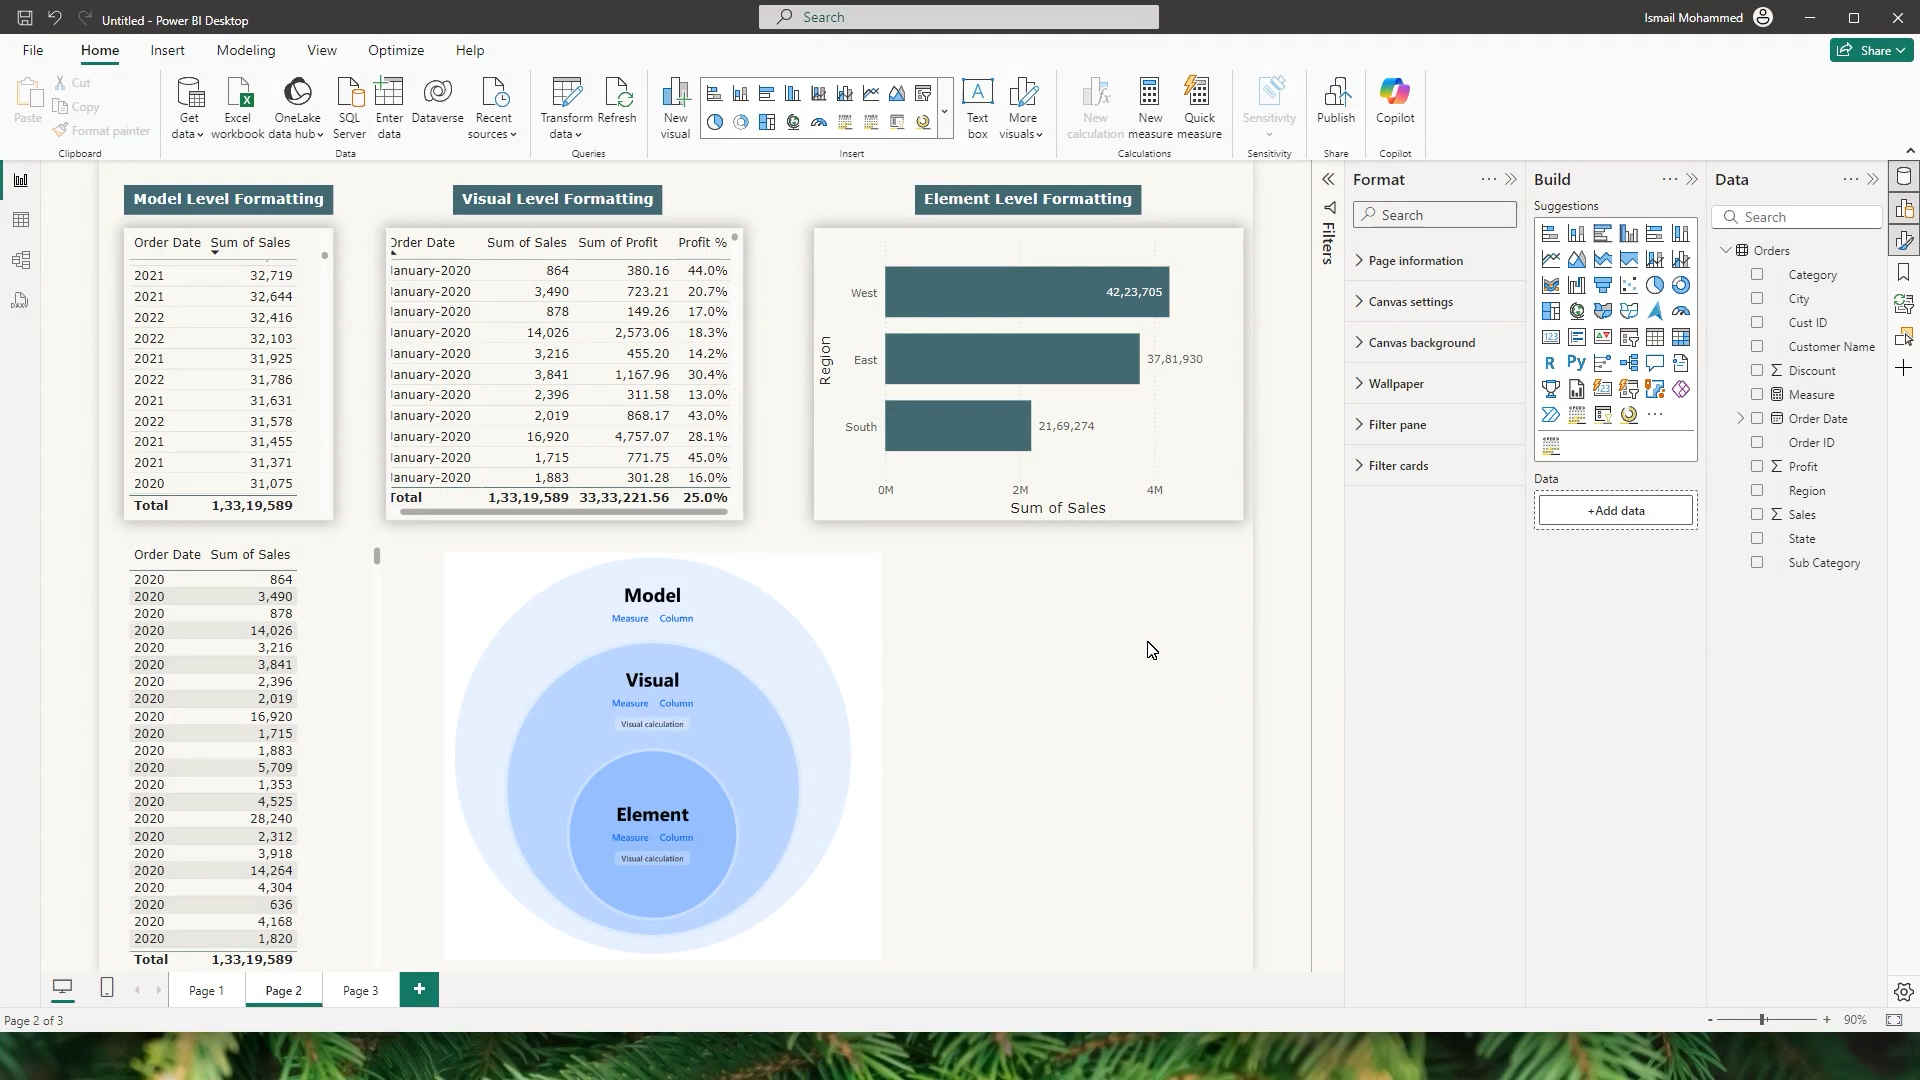 Untitled - Power BI Desktop
Search
Ismail Mohammed
File Home Insert Modeling View Optimize Help
Share
Paste
Cut
Copy
Format painter
Clipboard
Get data
Excel workbook
OneLake data hub
SQL Server
Enter data
Dataverse
Recent sources
Data
Transform data
Refresh
Queries
New visual
Text box
More visuals
Insert
New calculation
New measure
Quick measure
Calculations
Sensitivity
Sensitivity
Publish
Share
Copilot
Copilot
Model Level Formatting
Order Date Sum of Sales
2021 32,719
2021 32,644
2022 32,416
2022 32,103
2021 31,925
2022 31,786
2021 31,631
2022 31,578
2021 31,455
2021 31,371
2020 31,075
Total 1,33,19,589
Visual Level Formatting
Order Date Sum of Sales Sum of Profit Profit %
January-2020 864 380.16 44.0%
January-2020 3,490 723.21 20.7%
January-2020 878 149.26 17.0%
January-2020 14,026 2,573.06 18.3%
January-2020 3,216 455.20 14.2%
January-2020 3,841 1,167.96 30.4%
January-2020 2,396 311.58 13.0%
January-2020 2,019 868.17 43.0%
January-2020 16,920 4,757.07 28.1%
January-2020 1,715 771.75 45.0%
January-2020 1,883 301.28 16.0%
Total 1,33,19,589 33,33,221.56 25.0%
Element Level Formatting
Region
West 42,23,705
East 37,81,930
South 21,69,274
0M 2M 4M
Sum of Sales
Order Date Sum of Sales
2020 864
2020 3,490
2020 878
2020 14,026
2020 3,216
2020 3,841
2020 2,396
2020 2,019
2020 16,920
2020 1,715
2020 1,883
2020 5,709
2020 1,353
2020 4,525
2020 28,240
2020 2,312
2020 3,918
2020 14,264
2020 4,304
2020 636
2020 4,168
2020 1,820
Total 1,33,19,589
Model
Measure Column
Visual
Measure Column
Visual calculation
Element
Measure Column
Visual calculation
Filters
Format
Search
Page information
Canvas settings
Canvas background
Wallpaper
Filter pane
Filter cards
Build
Suggestions
123
R Py
123
Data
+Add data
Data
Search
Orders
Category
City
Cust ID
Customer Name
Discount
Measure
Order Date
Order ID
Profit
Region
Sales
State
Sub Category
Page 1 Page 2 Page 3 +
Page 2 of 3
- + 90%